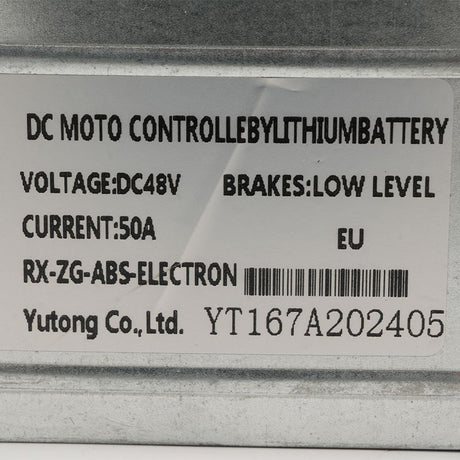 DC MOTO CONTROLLEBYLITHIUMBATTERY
VOLTAGE:DC48V BRAKES:LOW LEVEL
CURRENT:50A EU
RX-ZG-ABS-ELECTRON
Yutong Co.,Ltd. YT167A202405